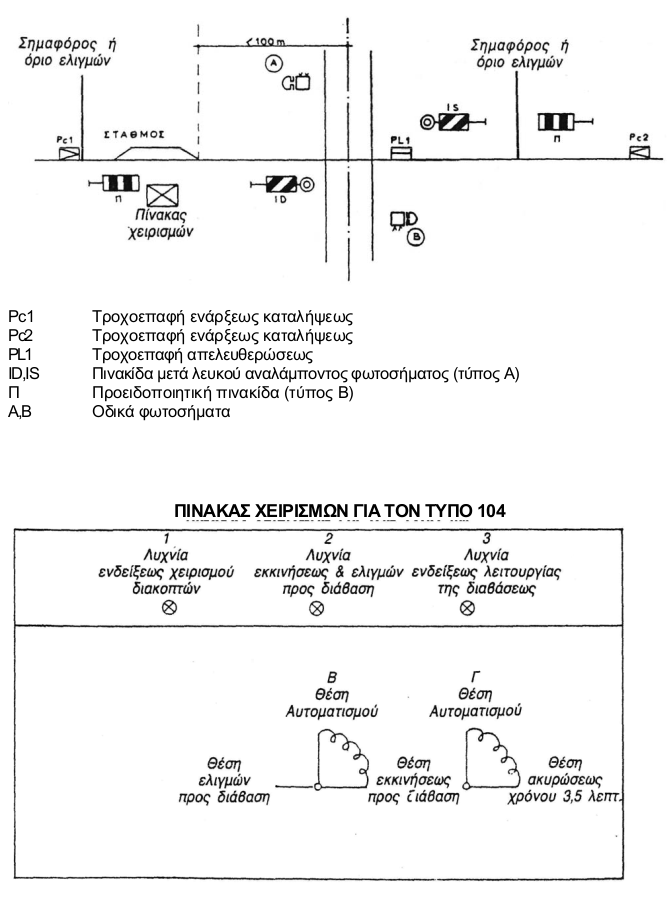 Σημαφόρος ή
όριο ελιγμών
<100m
A
Σημαφόρος ή
όριο ελιγμών
IS
Pc1
ΣΤΑΘΜΟΣ
PL1
Π
Pc2
Π
Πίνακας
χειρισμών
ID
B
Pc1 Τροχοεπαφή ενάρξεως καταλήψεως
Pc2 Τροχοεπαφή ενάρξεως καταλήψεως
PL1 Τροχοεπαφή απελευθερώσεως
ID,IS Πινακίδα μετά λευκού αναλάμποντος φωτοσήματος (τύπος Α)
Π Προειδοποιητική πινακίδα (τύπος Β)
Α,Β Οδικά φωτοσήματα
ΠΙΝΑΚΑΣ ΧΕΙΡΙΣΜΩΝ ΓΙΑ ΤΟΝ ΤΥΠΟ 104
1
Λυχνία
ενδείξεως χειρισμού
διακοπτών
2
Λυχνία
εκκινήσεως & ελιγμών
προς διάβαση
3
Λυχνία
ενδείξεως λειτουργίας
της διαβάσεως
Β
Θέση
Αυτοματισμού
Γ
Θέση
Αυτοματισμού
Θέση
ελιγμών
προς διάβαση
Θέση
εκκινήσεως
προς διάβαση
Θέση
ακυρώσεως
χρόνου 3,5 λεπτ.